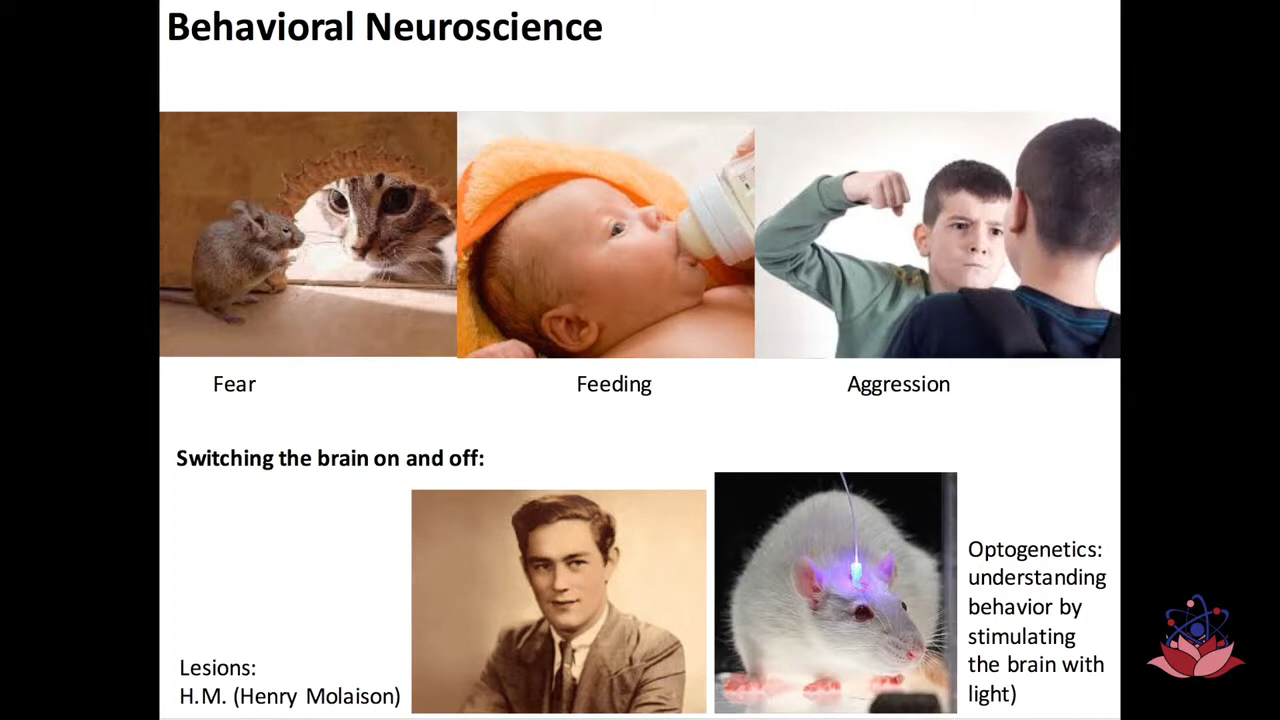 Behavioral Neuroscience
Fear
Feeding
Aggression
Switching the brain on and off:
Lesions:
H.M. (Henry Molaison)
Optogenetics:
understanding
behavior by
stimulating
the brain with
light)